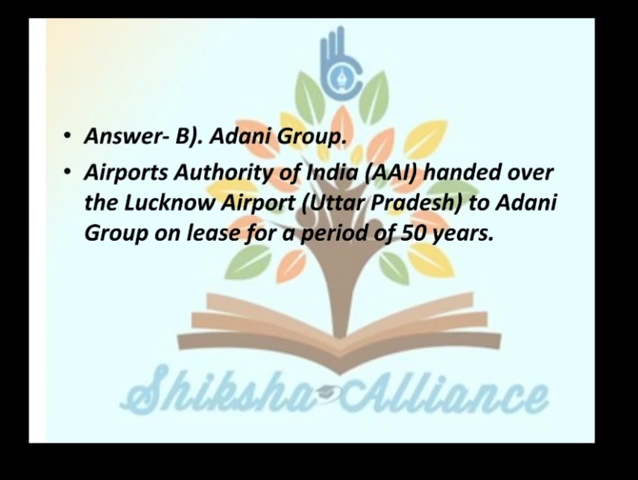 • Answer- B). Adani Group.
• Airports Authority of India (AAI) handed over
the Lucknow Airport (Uttar Pradesh) to Adani
Group on lease for a period of 50 years.
Shiksha Alliance